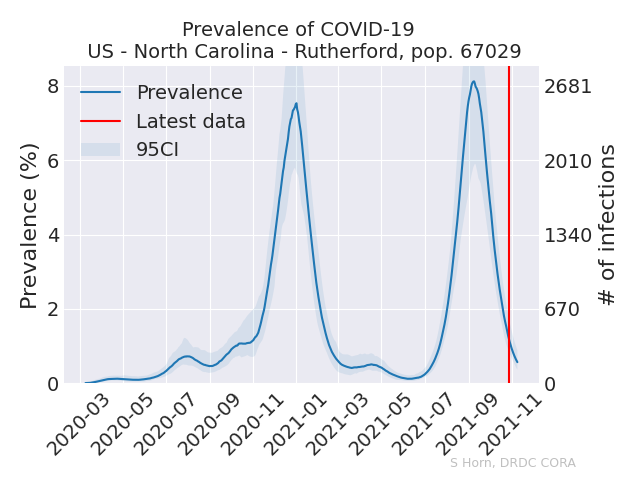 Prevalence of COVID-19
US - North Carolina - Rutherford, pop. 67029
Prevalence (%)
8
6
4
2
0
Prevalence
Latest data
95CI
2681
2010
1340
670
0
# of infections
2020-03
2020-05
2020-07
2020-09
2020-11
2021-01
2021-03
2021-05
2021-07
2021-09
2021-11
S Horn, DRDC CORA